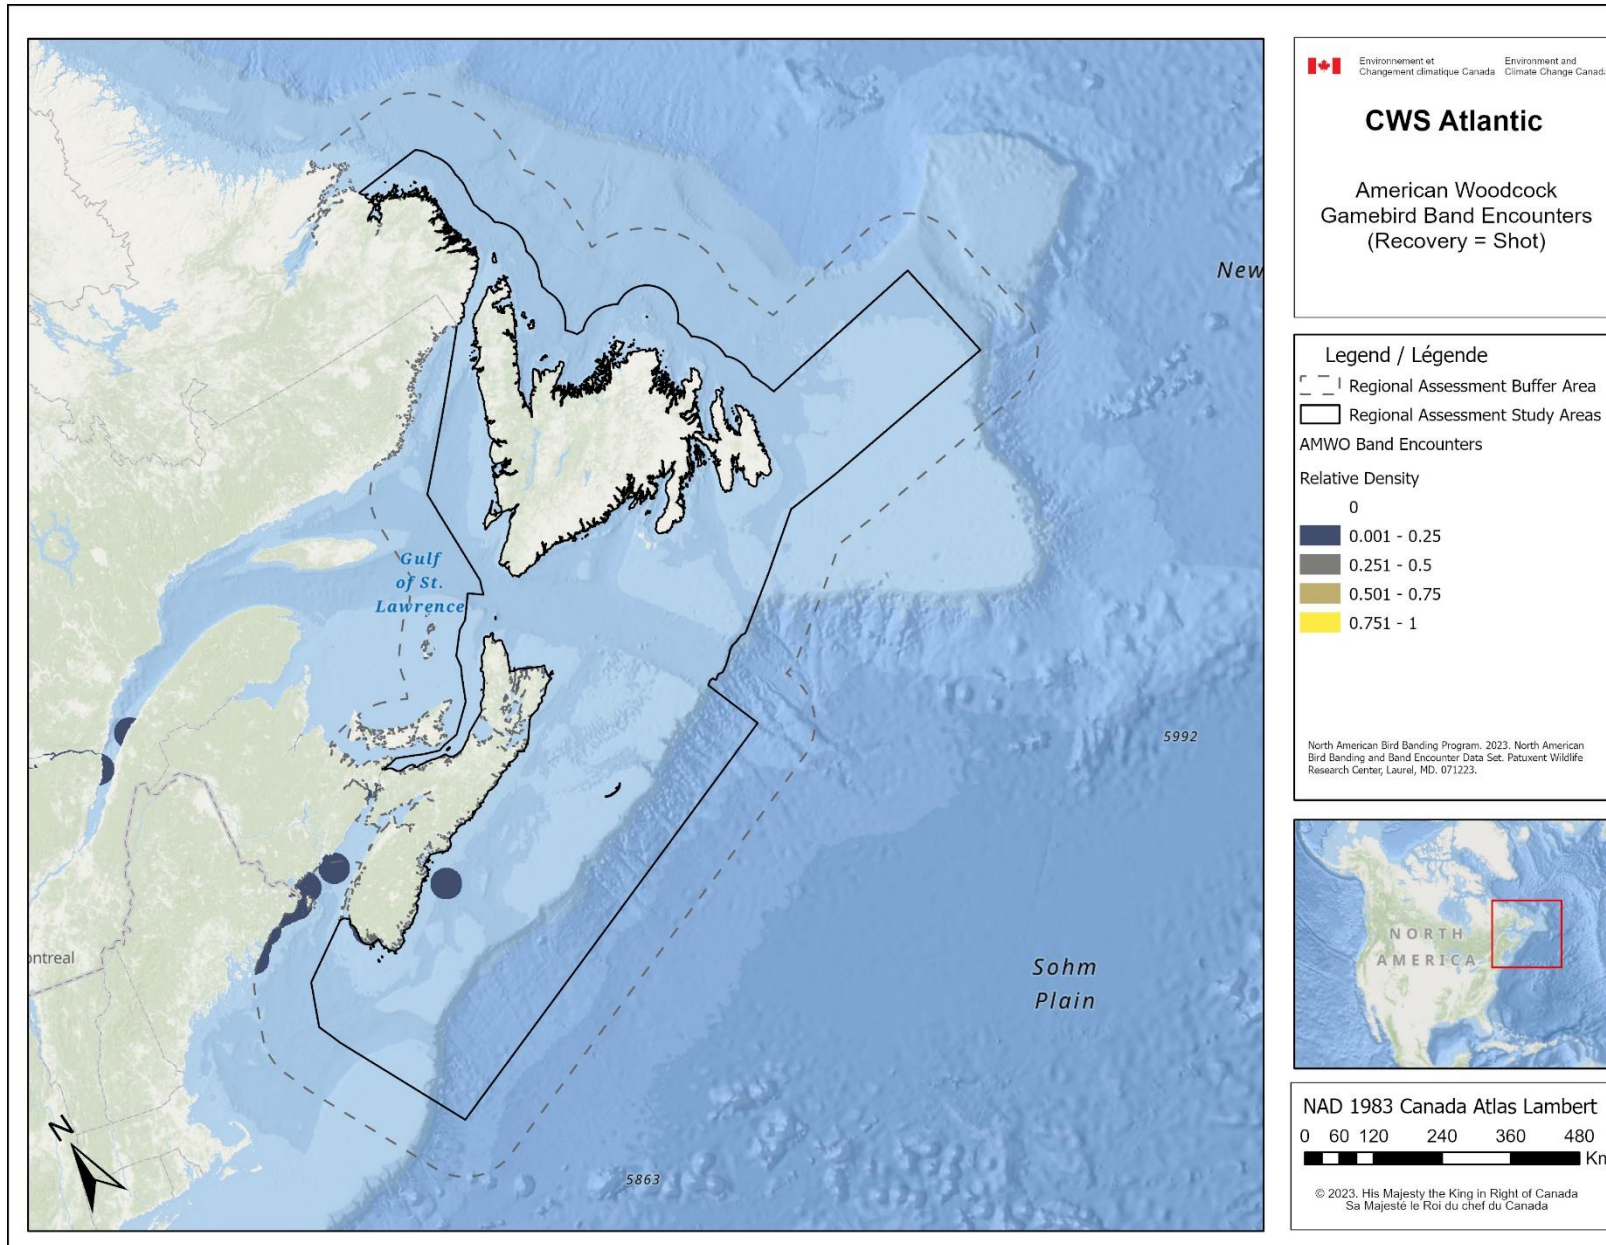 New
Gulf
of St.
Lawrence
5992
ontreal
Sohm
Plain
5863
N
Environnement et
Changement climatique Canada
Environment and
Climate Change Canada
CWS Atlantic
American Woodcock
Gamebird Band Encounters
(Recovery = Shot)
Legend / Légende
Regional Assessment Buffer Area
Regional Assessment Study Areas
AMWO Band Encounters
Relative Density
0
0.001 - 0.25
0.251 - 0.5
0.501 - 0.75
0.751 - 1
North American Bird Banding Program. 2023. North American
Bird Banding and Band Encounter Data Set. Patuxent Wildlife
Research Center, Laurel, MD. 071223.
NORTH
AMERICA
NAD 1983 Canada Atlas Lambert
0 60 120 240 360 480
Km
© 2023. His Majesty the King in Right of Canada
Sa Majesté le Roi du chef du Canada